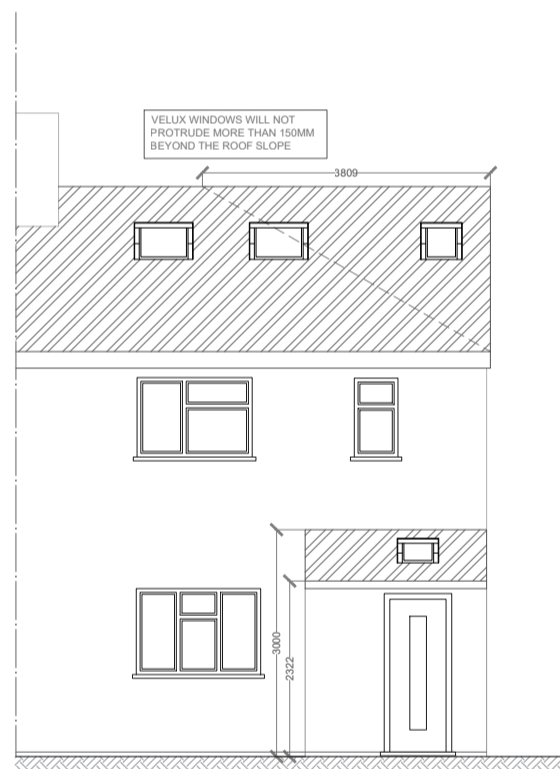 VELUX WINDOWS WILL NOT
PROTRUDE MORE THAN 150MM
BEYOND THE ROOF SLOPE
3809
3000
2322